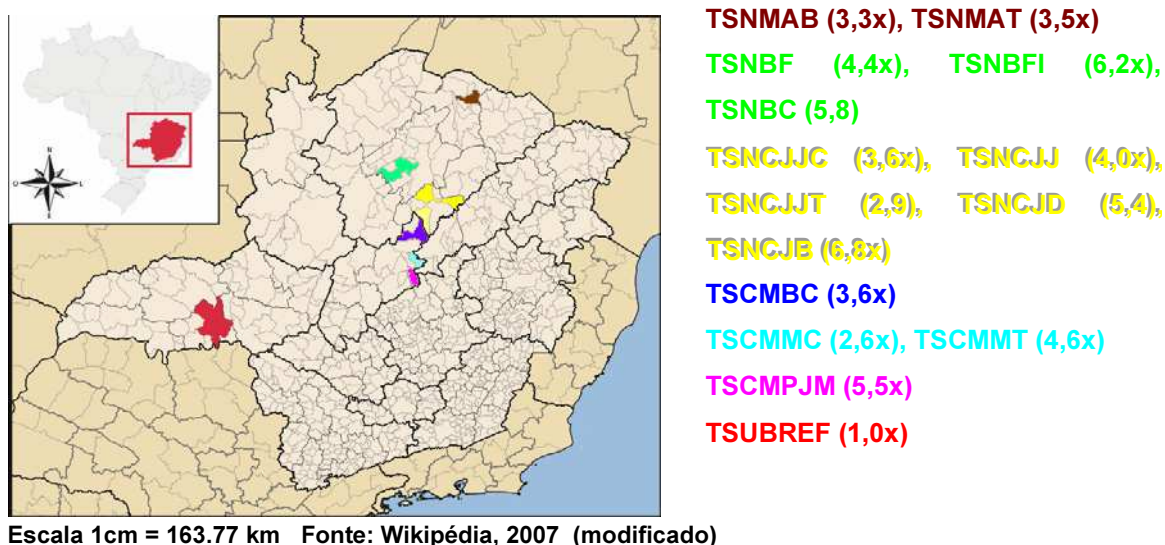 TSNMAB (3,3x), TSNMAT (3,5x)
TSNBF (4,4x), TSNBFI (6,2x),
TSNBC (5,8)
TSNCJJC (3,6x), TSNCJJ (4,0x),
TSNCJJT (2,9), TSNCJD (5,4),
TSNCJB (6,8x)
TSCMBC (3,6x)
TSCMMC (2,6x), TSCMMT (4,6x)
TSCMPJM (5,5x)
TSUBREF (1,0x)
N
O L
S
Escala 1cm = 163.77 km Fonte: Wikipédia, 2007 (modificado)